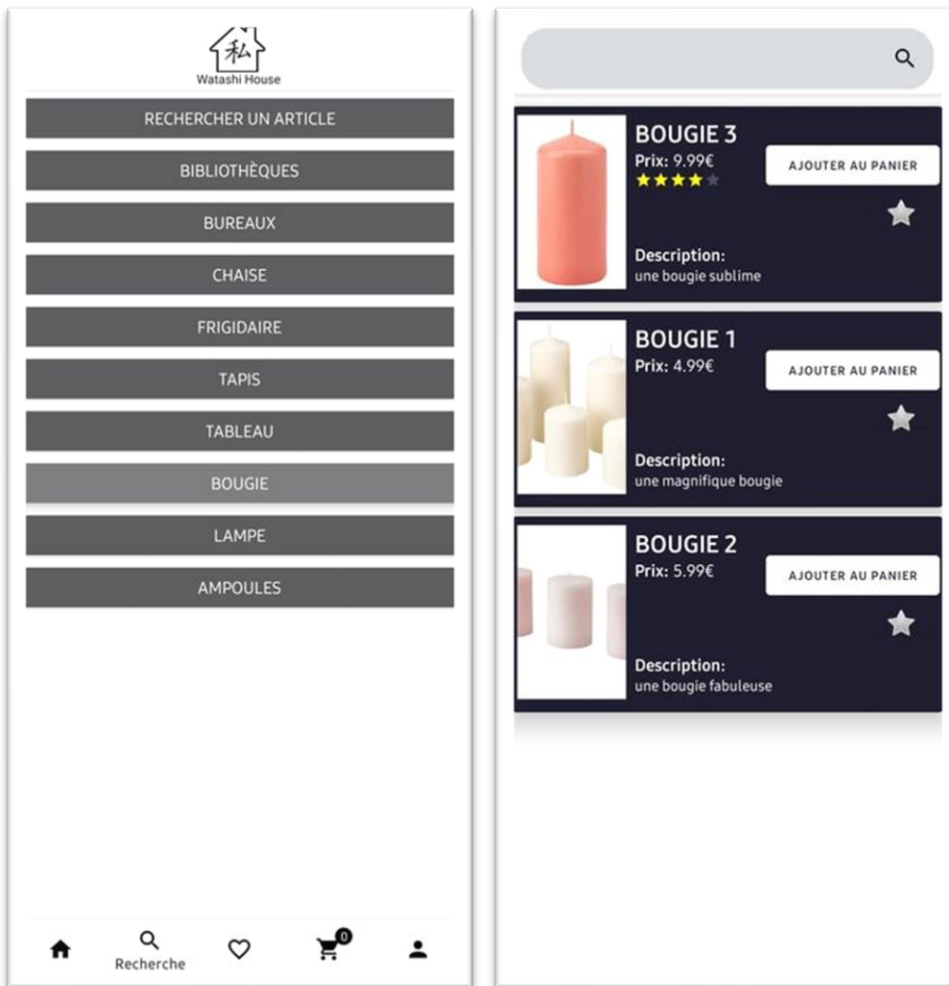 私
Watashi House
RECHERCHER UN ARTICLE
BIBLIOTHÈQUES
BUREAUX
CHAISE
FRIGIDAIRE
TAPIS
TABLEAU
BOUGIE
LAMPE
AMPOULES
0
Recherche
BOUGIE 3
Prix: 9.99€
AJOUTER AU PANIER
Description:
une bougie sublime
BOUGIE 1
Prix: 4.99€
AJOUTER AU PANIER
Description:
une magnifique bougie
BOUGIE 2
Prix: 5.99€
AJOUTER AU PANIER
Description:
une bougie fabuleuse